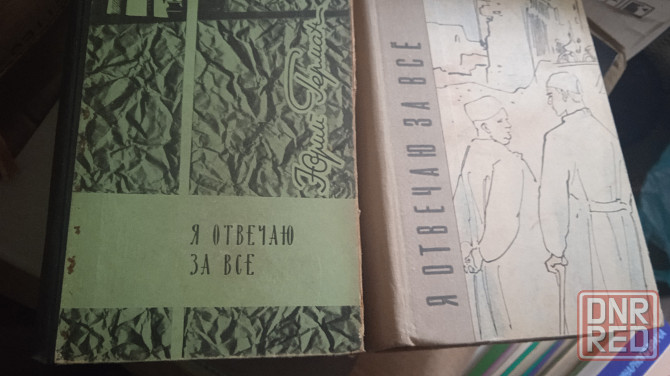 Юрий Герман
Я ОТВЕЧАЮ
ЗА ВСЕ
Я ОТВЕЧАЮ ЗА ВСЕ
DNR
RED